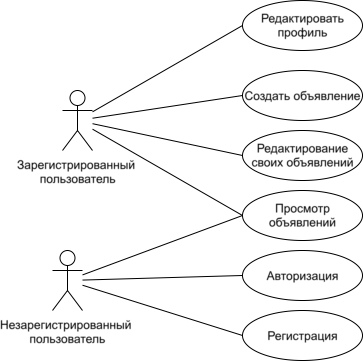 Редактировать
профиль
Создать объявление
Зарегистрированный
пользователь
Редактирование
своих объявлений
Просмотр
объявлений
Авторизация
Незарегистрированный
пользователь
Регистрация